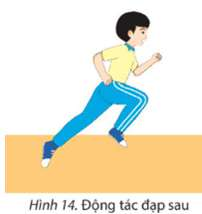 Hình 14. Động tác đạp sau